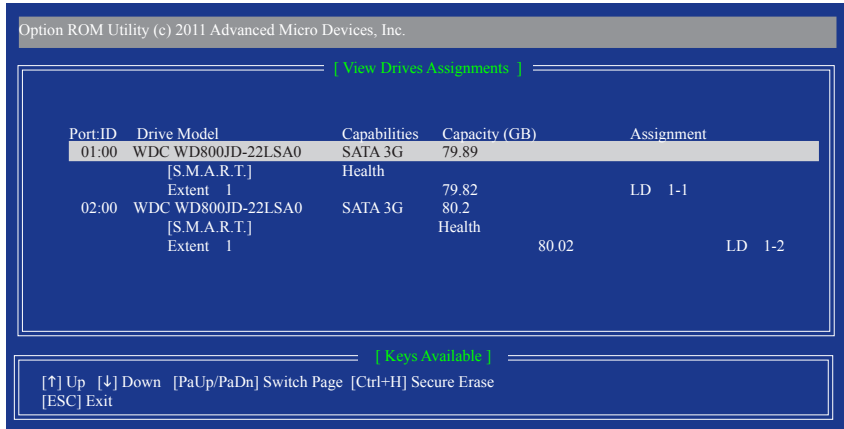 Option ROM Utility (c) 2011 Advanced Micro Devices, Inc.
[ View Drives Assignments ]
Port:ID Drive Model Capabilities Capacity (GB) Assignment
01:00 WDC WD800JD-22LSA0 SATA 3G 79.89
[S.M.A.R.T.] Health
Extent 1 79.82 LD 1-1
02:00 WDC WD800JD-22LSA0 SATA 3G 80.2
[S.M.A.R.T.] Health
Extent 1 80.02 LD 1-2
[ Keys Available ]
[↑] Up [↓] Down [PaUp/PaDn] Switch Page [Ctrl+H] Secure Erase
[ESC] Exit